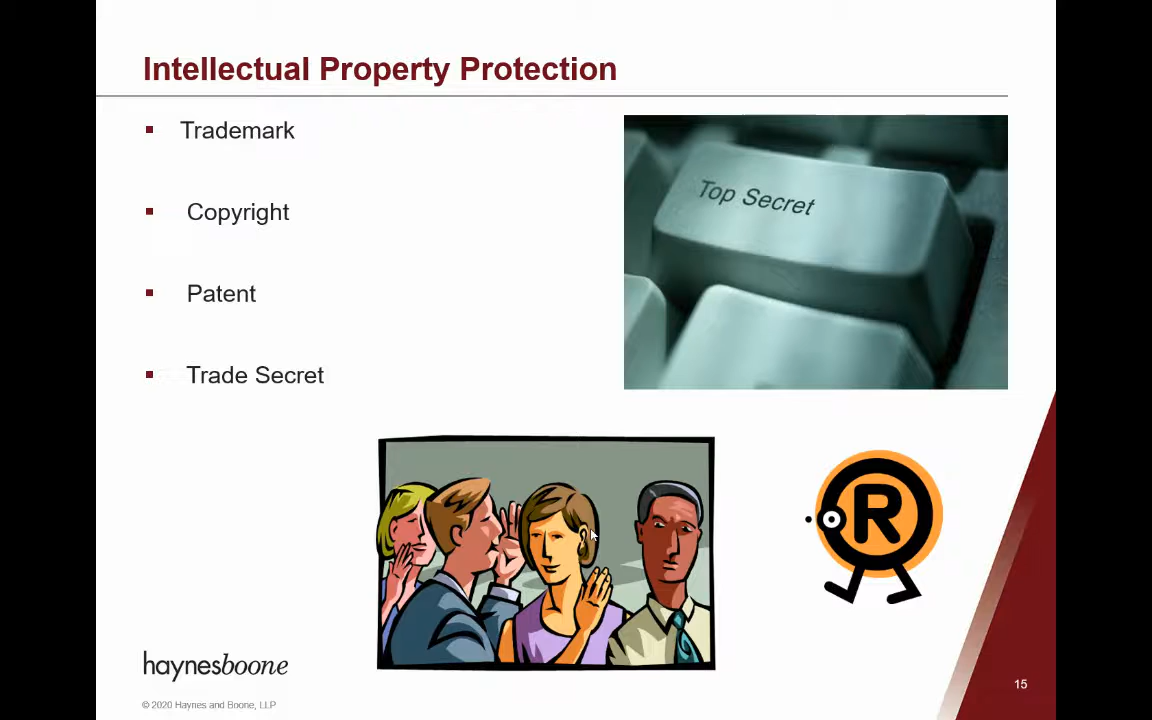 Intellectual Property Protection
Trademark
Copyright
Patent
Trade Secret
Top Secret
R
haynesboone
© 2020 Haynes and Boone, LLP
15